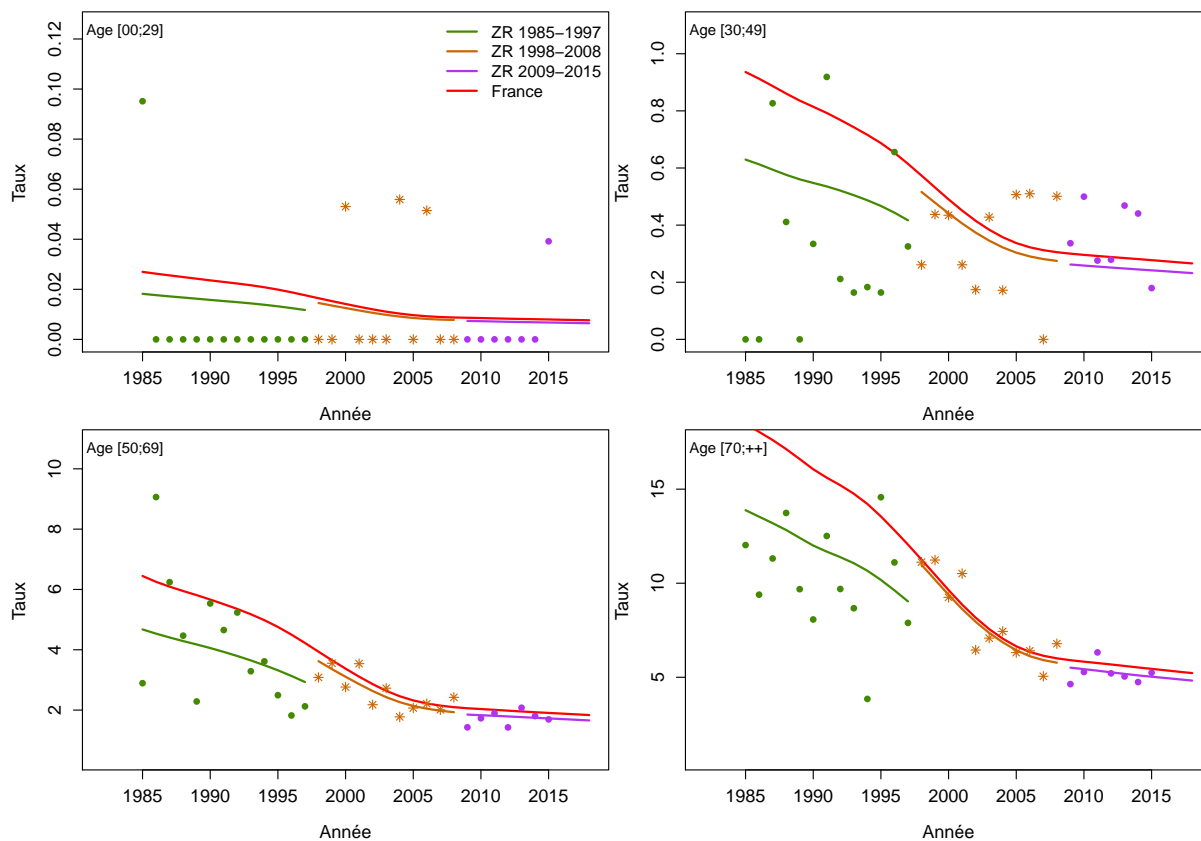 Age [00;29]
ZR 1985−1997
ZR 1998−2008
ZR 2009−2015
France
0.12
0.10
0.08
0.06
0.04
0.02
0.00
Taux
1985 1990 1995 2000 2005 2010 2015
Année
Age [30;49]
1.0
0.8
0.6
0.4
0.2
0.0
Taux
1985 1990 1995 2000 2005 2010 2015
Année
Age [50;69]
10
8
6
4
2
Taux
1985 1990 1995 2000 2005 2010 2015
Année
Age [70;++]
15
10
5
Taux
1985 1990 1995 2000 2005 2010 2015
Année